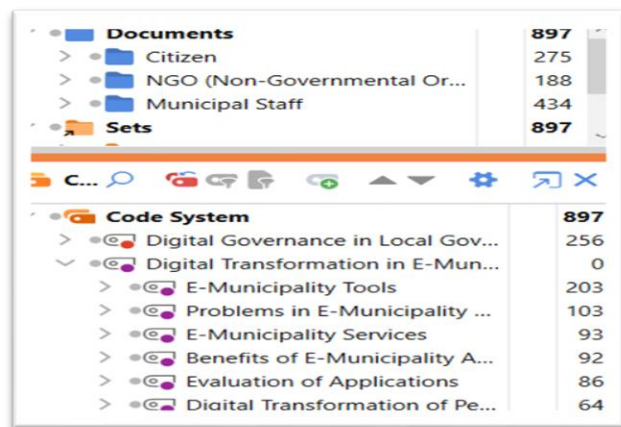 Documents 897
Citizen 275
NGO (Non-Governmental Or... 188
Municipal Staff 434
Sets 897
C...
Code System 897
Digital Governance in Local Gov... 256
Digital Transformation in E-Mun... 0
E-Municipality Tools 203
Problems in E-Municipality ... 103
E-Municipality Services 93
Benefits of E-Municipality A... 92
Evaluation of Applications 86
Digital Transformation of Pe... 64